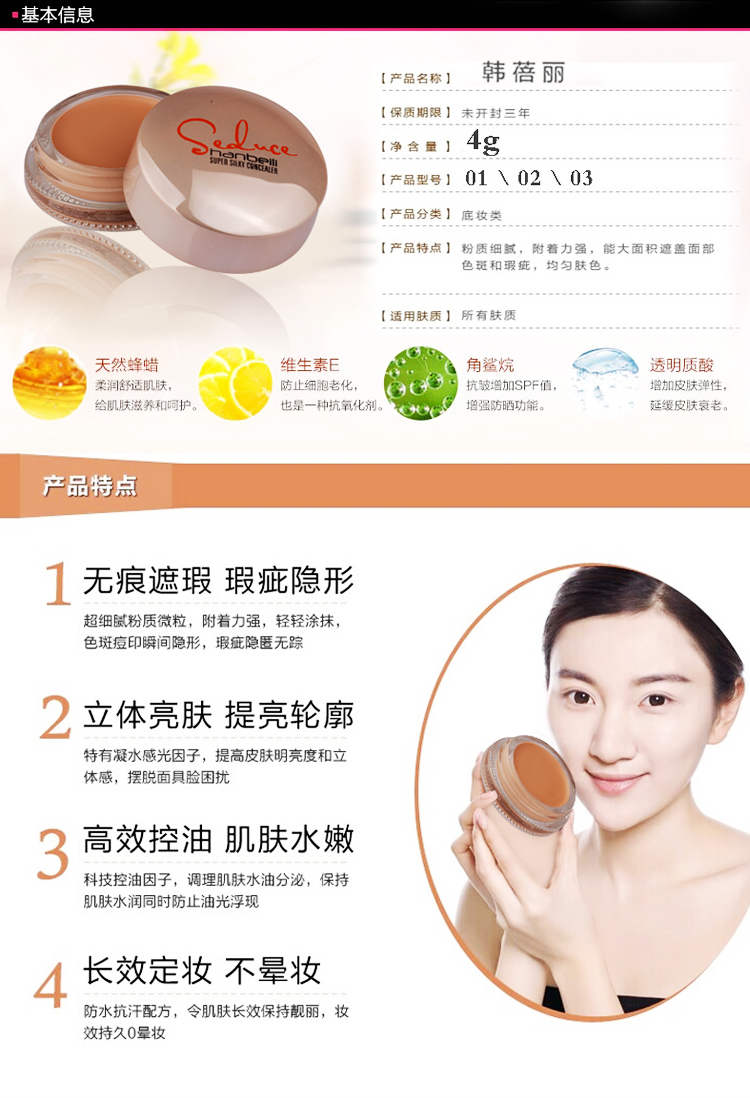 基本信息
Seduce
hanbeili
SUPER SILKY CONCEALER
【产品名称】 韩蓓丽
【保质期限】 未开封三年
【净 含 量】 4g
【产品型号】 01 \ 02 \ 03
【产品分类】 底妆类
【产品特点】 粉质细腻，附着力强，能大面积遮盖面部
色斑和瑕疵，均匀肤色。
【适用肤质】 所有肤质
天然蜂蜡
柔润舒适肌肤，
给肌肤滋养和呵护。
维生素E
防止细胞老化，
也是一种抗氧化剂。
角鲨烷
抗皱增加SPF值，
增强防晒功能。
透明质酸
增加皮肤弹性，
延缓皮肤衰老。
产品特点
1 无痕遮瑕 瑕疵隐形
超细腻粉质微粒，附着力强，轻轻涂抹，
色斑痘印瞬间隐形，瑕疵隐匿无踪
2 立体亮肤 提亮轮廓
特有凝水感光因子，提高皮肤明亮度和立
体感，摆脱面具脸困扰
3 高效控油 肌肤水嫩
科技控油因子，调理肌肤水油分泌，保持
肌肤水润同时防止油光浮现
4 长效定妆 不晕妆
防水抗汗配方，令肌肤长效保持靓丽，妆
效持久0晕妆